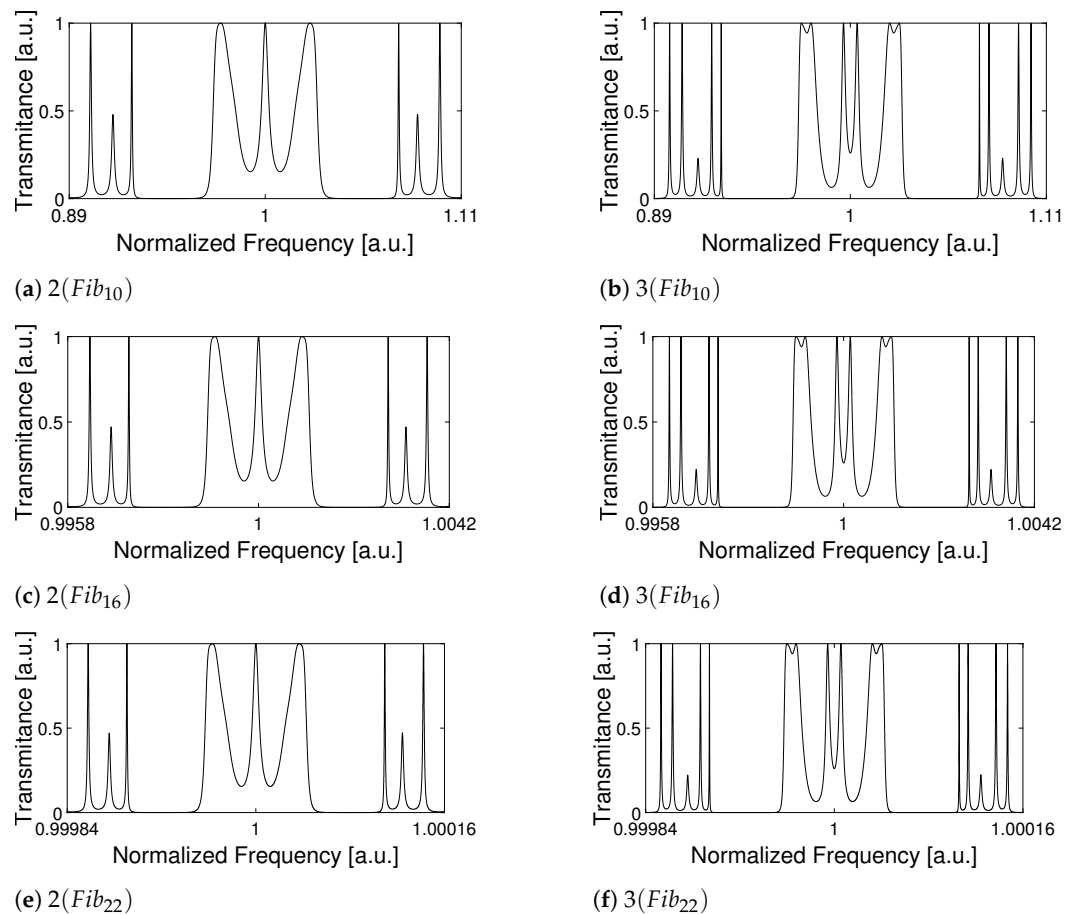 Transmitance [a.u.]
1
0.5
0
0.89
1
1.11
Normalized Frequency [a.u.]
(a) 2(Fib10)
Transmitance [a.u.]
1
0.5
0
0.89
1
1.11
Normalized Frequency [a.u.]
(b) 3(Fib10)
Transmitance [a.u.]
1
0.5
0
0.9958
1
1.0042
Normalized Frequency [a.u.]
(c) 2(Fib16)
Transmitance [a.u.]
1
0.5
0
0.9958
1
1.0042
Normalized Frequency [a.u.]
(d) 3(Fib16)
Transmitance [a.u.]
1
0.5
0
0.99984
1
1.00016
Normalized Frequency [a.u.]
(e) 2(Fib22)
Transmitance [a.u.]
1
0.5
0
0.99984
1
1.00016
Normalized Frequency [a.u.]
(f) 3(Fib22)